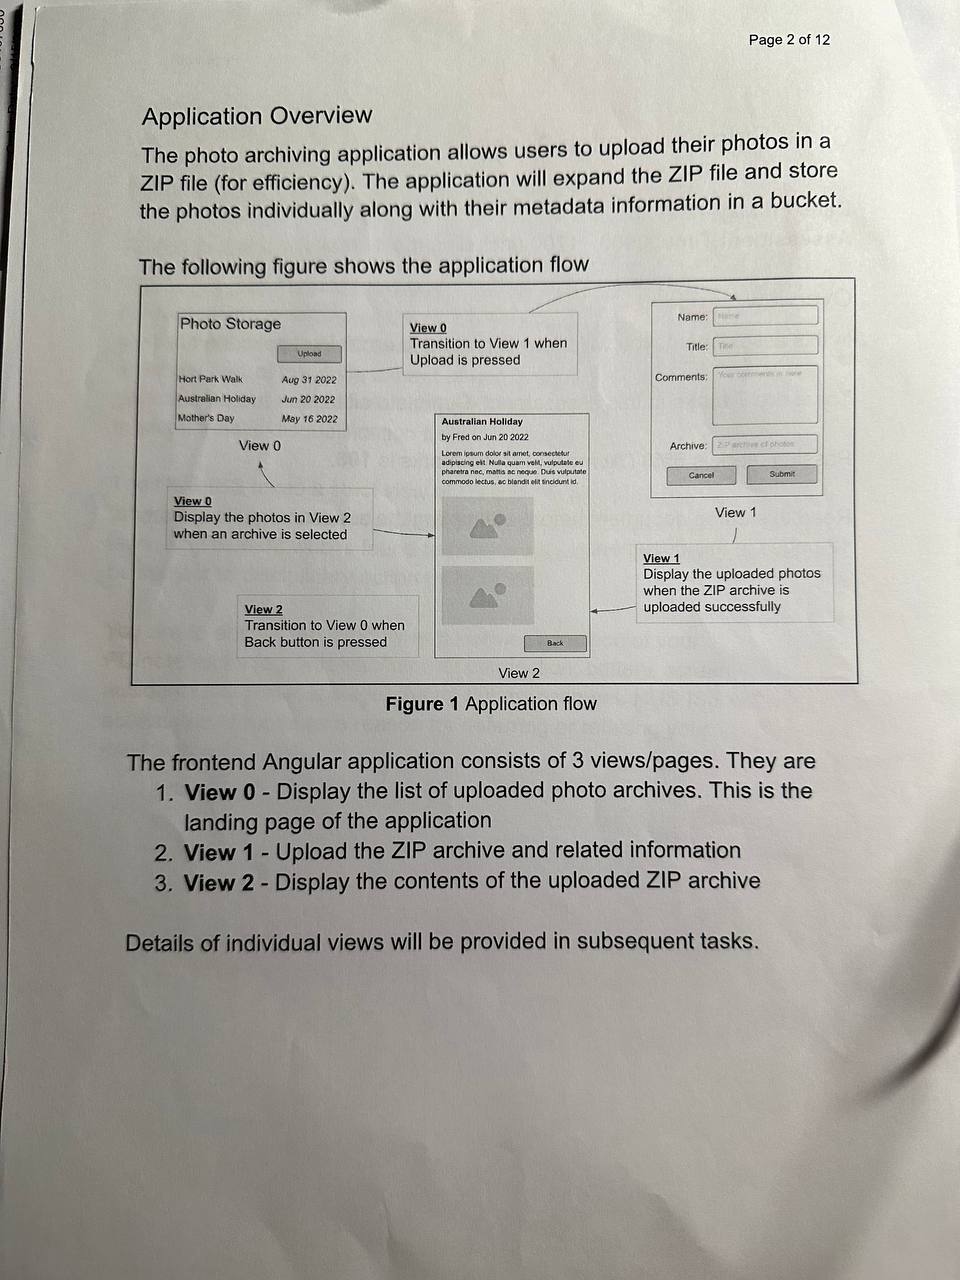 Page 2 of 12
Application Overview
The photo archiving application allows users to upload their photos in a
ZIP file (for efficiency). The application will expand the ZIP file and store
the photos individually along with their metadata information in a bucket.
The following figure shows the application flow
Photo Storage
Upload
Hort Park Walk Aug 31 2022
Australian Holiday Jun 20 2022
Mother's Day May 16 2022
View 0
View 0
Transition to View 1 when
Upload is pressed
Name: Name
Title: Title
Comments: Your comments in here
Archive: ZIP archive of photos
Cancel Submit
View 1
View 0
Display the photos in View 2
when an archive is selected
Australian Holiday
by Fred on Jun 20 2022
Lorem ipsum dolor sit amet, consectetur
adipiscing elit. Nulla quam velit, vulputate eu
pharetra nec, mattis ac neque. Duis vulputate
commodo lectus, ac blandit elit tincidunt id.
Back
View 2
View 1
Display the uploaded photos
when the ZIP archive is
uploaded successfully
View 2
Transition to View 0 when
Back button is pressed
Figure 1 Application flow
The frontend Angular application consists of 3 views/pages. They are
1. View 0 - Display the list of uploaded photo archives. This is the
landing page of the application
2. View 1 - Upload the ZIP archive and related information
3. View 2 - Display the contents of the uploaded ZIP archive
Details of individual views will be provided in subsequent tasks.